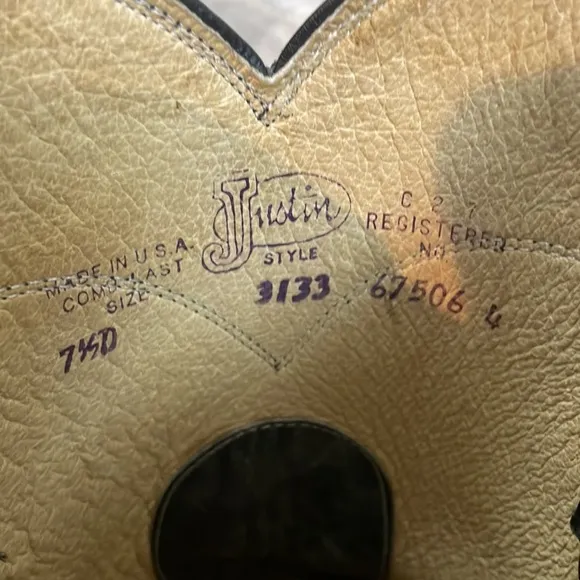 Justin
STYLE
3133
MADE IN U.S.A.
COMB. LAST
SIZE
7½D
C 2 7
REGISTERED
NO.
67506 4